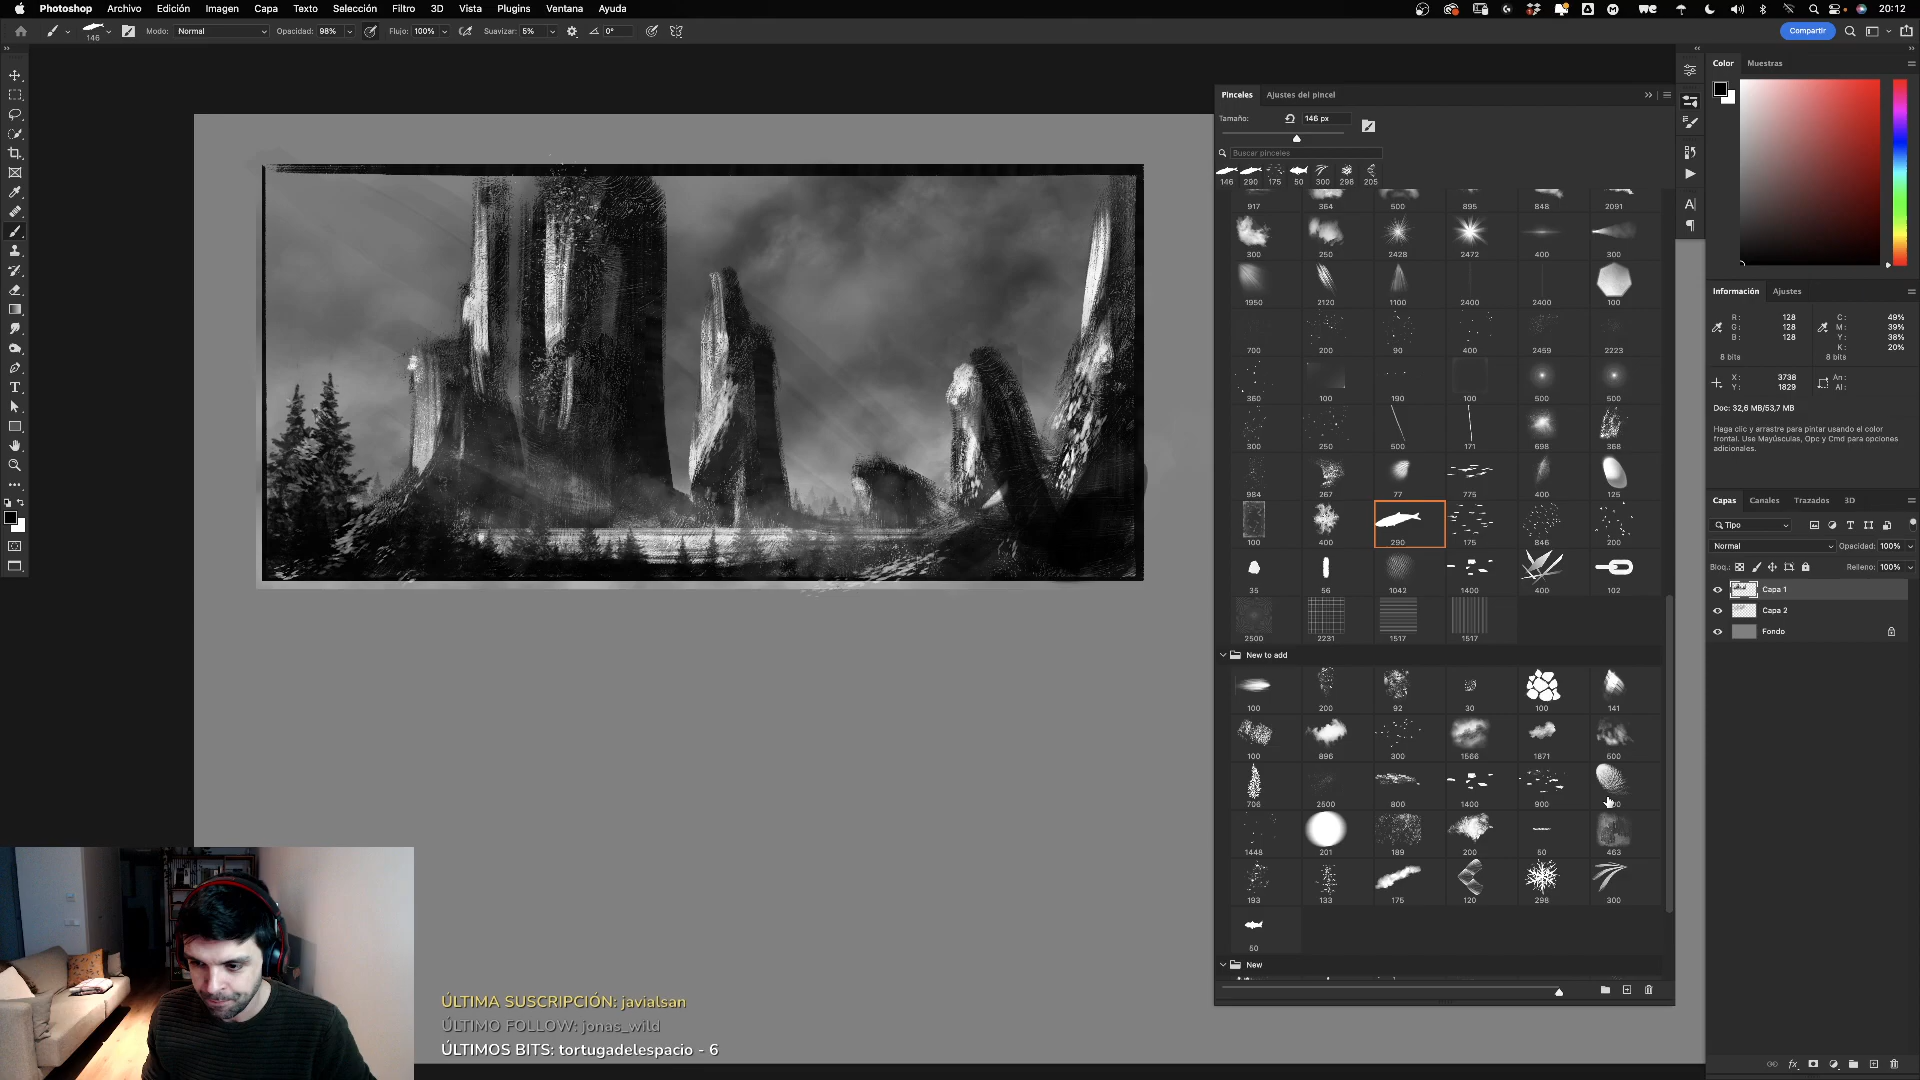 Photoshop Archivo Edición Imagen Capa Texto Selección Filtro 3D Vista Plugins Ventana Ayuda 20:12
146 Modo: Normal Opacidad: 98% Flujo: 100% Suavizar: 5% 0° Compartir
Pinceles Ajustes del pincel
Tamaño: 146 px
Buscar pinceles
146 290 175 50 300 296 205
917 364 500 895 848 2091
300 250 2428 2472 400 300
1950 2120 1100 2400 2400 100
700 200 90 400 2459 2223
360 100 190 100 500 500
300 250 500 171 698 368
984 267 77 775 400 125
100 400 290 175 846 200
35 56 1042 1400 400 102
2500 2231 1517 1517
New to add
100 200 92 30 100 141
100 896 300 1566 1871 600
706 2500 800 1400 900
1448 201 189 200 50 463
193 133 175 120 298 300
50
New
Color Muestras
Información Ajustes
R: 128 C: 49%
G: 128 M: 39%
B: 128 Y: 38%
K: 20%
8 bits 8 bits
X: 3738 An:
Y: 1829 Al:
Doc: 32,6 MB/53,7 MB
Haga clic y arrastre para pintar usando el color
frontal. Use Mayúsculas, Opc y Cmd para opciones
adicionales.
Capas Canales Trazados 3D
Tipo
Normal Opacidad: 100%
Bloq.: Relleno: 100%
Capa 1
Capa 2
Fondo
ÚLTIMA SUSCRIPCIÓN: javialsan
ÚLTIMO FOLLOW: jonas_wild
ÚLTIMOS BITS: tortugadelespacio - 6